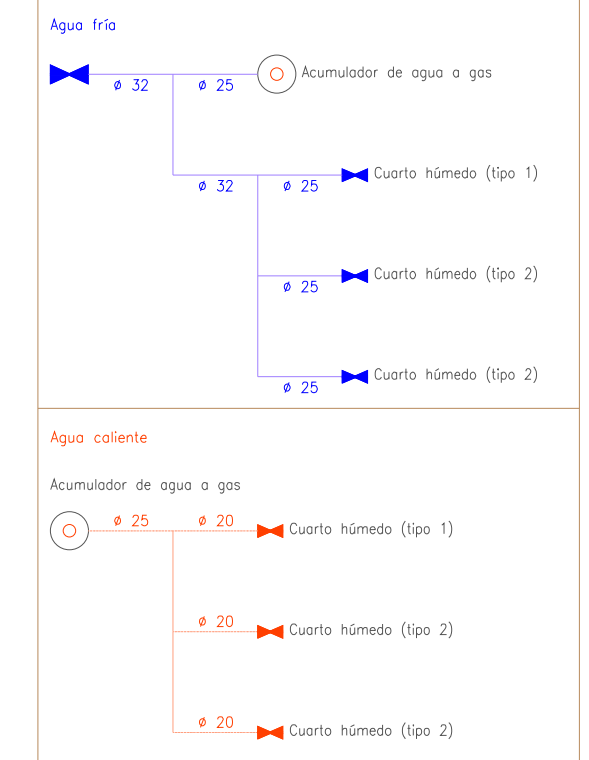 Agua fría
Acumulador de agua a gas
ø 32
ø 25
Cuarto húmedo (tipo 1)
ø 32
ø 25
Cuarto húmedo (tipo 2)
ø 25
Cuarto húmedo (tipo 2)
ø 25
Agua caliente
Acumulador de agua a gas
ø 25
ø 20
Cuarto húmedo (tipo 1)
ø 20
Cuarto húmedo (tipo 2)
ø 20
Cuarto húmedo (tipo 2)